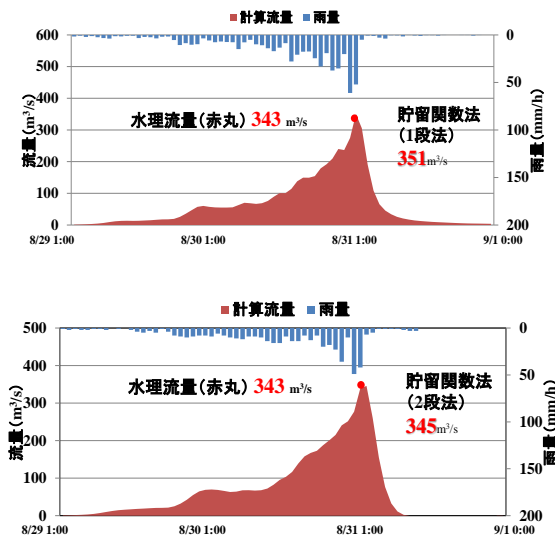 計算流量 雨量
600 0
500
400 50
300 100
200
100 150
0 200
流量(m³/s)
雨量(mm/h)
水理流量(赤丸) 343 m³/s
貯留関数法
(1段法)
351m³/s
8/29 1:00 8/30 1:00 8/31 1:00 9/1 0:00
計算流量 雨量
500 0
400
300 50
200 100
100 150
0 200
流量(m³/s)
雨量(mm/h)
水理流量(赤丸) 343 m³/s
貯留関数法
(2段法)
345m³/s
8/29 1:00 8/30 1:00 8/31 1:00 9/1 0:00